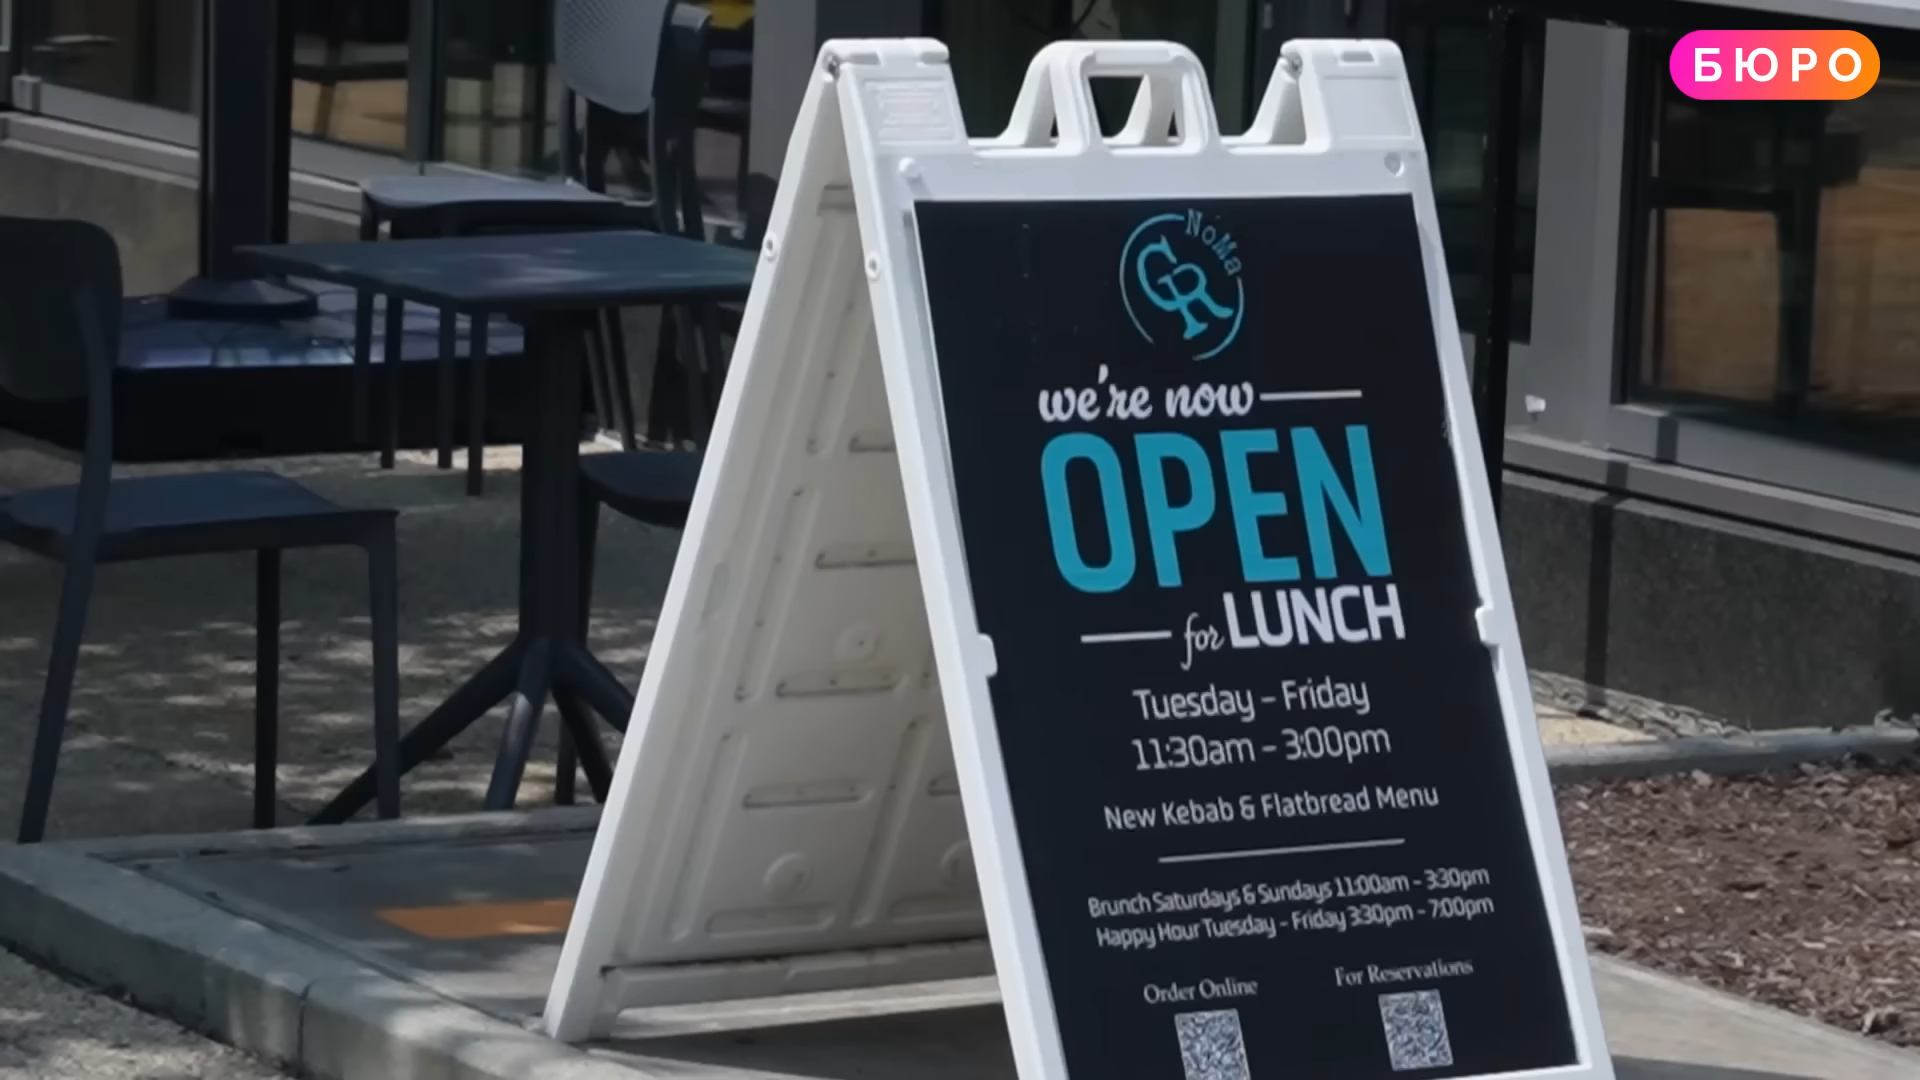 БЮРО
NoMa
GR
we're now
OPEN
for LUNCH
Tuesday - Friday
11:30am - 3:00pm
New Kebab & Flatbread Menu
Brunch Saturdays & Sundays 11:00am - 3:30pm
Happy Hour Tuesday - Friday 3:30pm - 7:00pm
Order Online
For Reservations